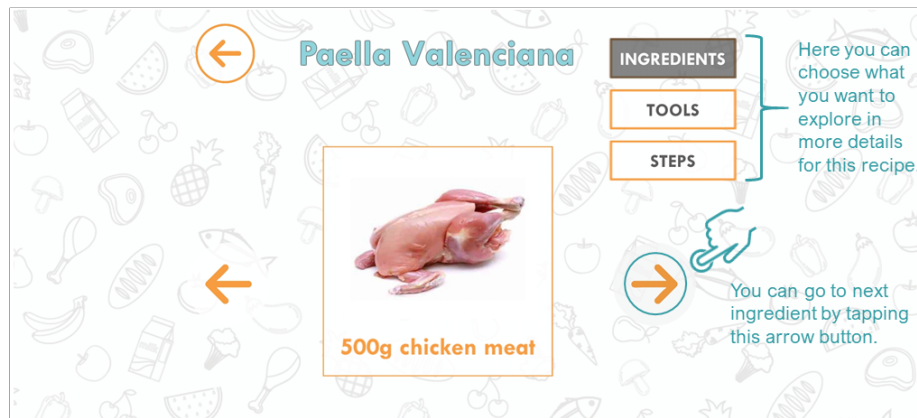 Paella Valenciana
INGREDIENTS
TOOLS
STEPS
Here you can
choose what
you want to
explore in
more details
for this recipe
500g chicken meat
You can go to next
ingredient by tapping
this arrow button.